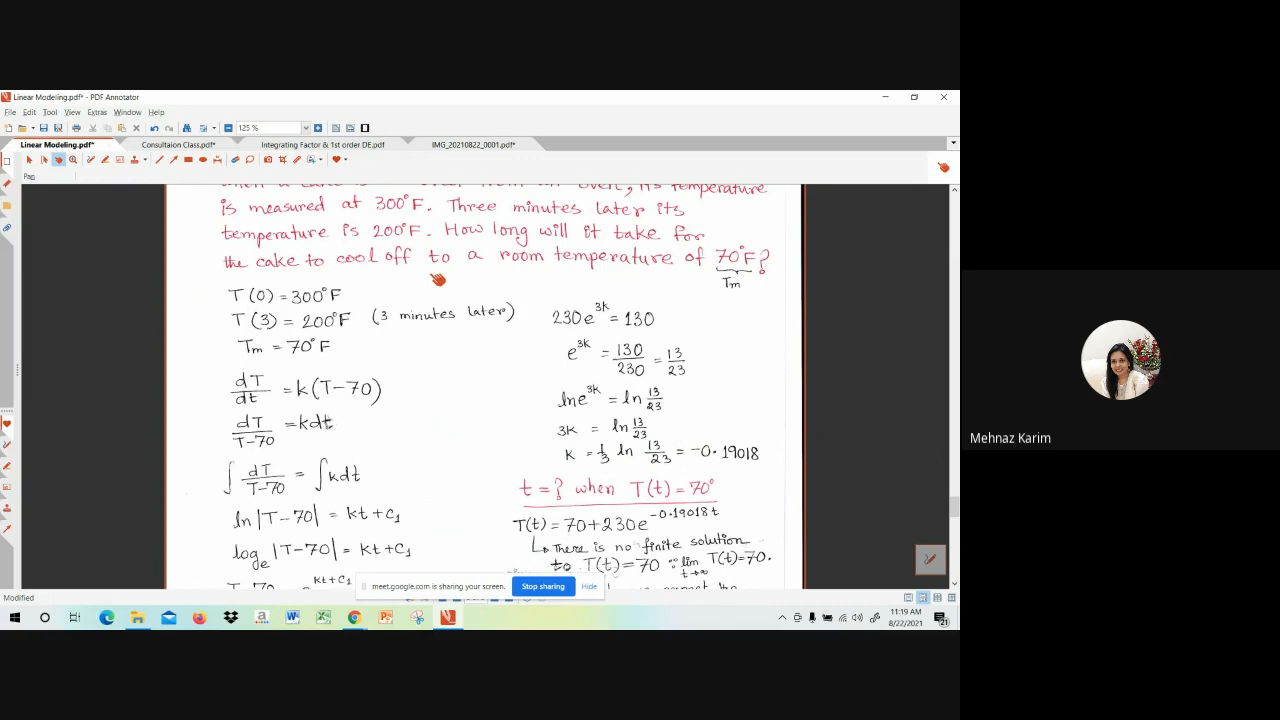 Linear Modeling.pdf* - PDF Annotator
File Edit Tool View Extras Window Help
125 %
Linear Modeling.pdf* Consultaion Class.pdf* Integrating Factor & 1st order DE.pdf IMG_20210822_0001.pdf*
Pan
temperature
is measured at 300°F. Three minutes later its
temperature is 200°F. How long will it take for
the cake to cool off to a room temperature of 70°F?
Tm
T(0) = 300°F
T(3) = 200°F (3 minutes later)
Tm = 70°F
dT/dt = k(T-70)
dT/T-70 = kdt
∫ dT/T-70 = ∫kdt
ln|T-70| = kt+C₁
logₑ|T-70| = kt+C₁
kt+C₁
230e^3k = 130
e^3k = 130/230 = 13/23
lne^3k = ln 13/23
3k = ln 13/23
k = 1/3 ln 13/23 = -0.19018
t=? when T(t) = 70°
T(t) = 70+230e^-0.19018t
↳ There is no finite solution
to T(t) = 70 ∵ lim t→∞ T(t)=70.
meet.google.com is sharing your screen. Stop sharing Hide
Modified
11:19 AM
8/22/2021
21
Mehnaz Karim